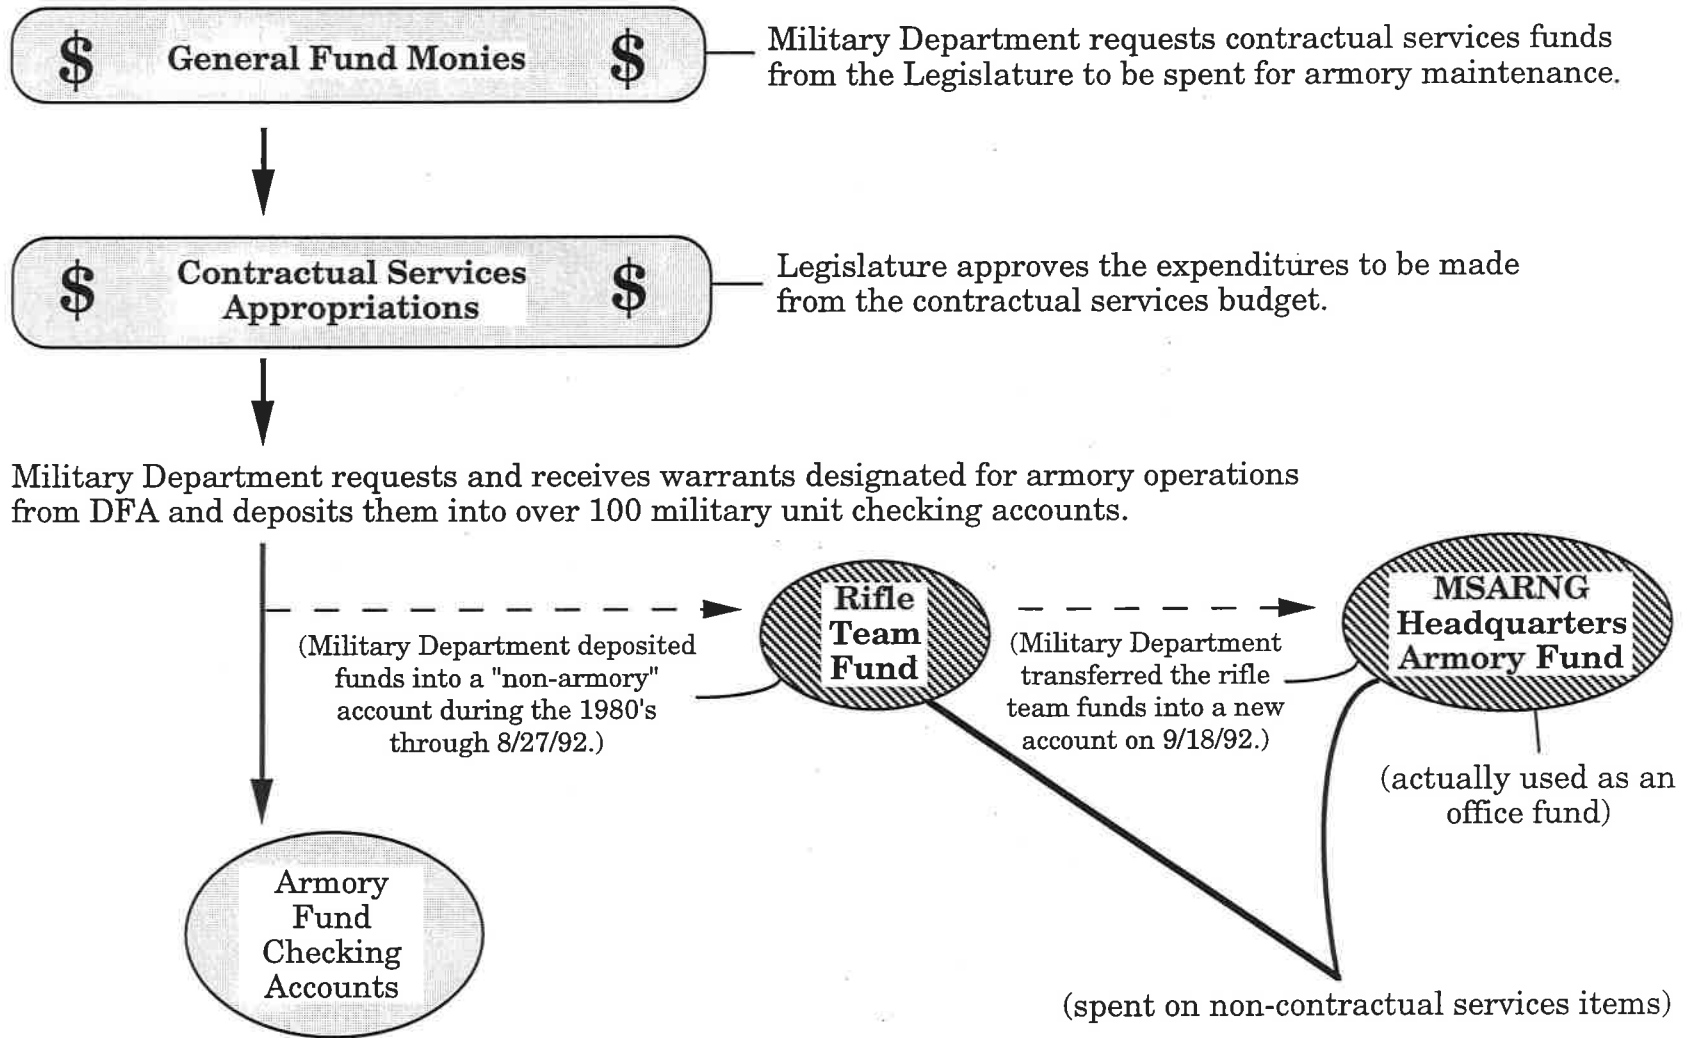 $ General Fund Monies $
Military Department requests contractual services funds
from the Legislature to be spent for armory maintenance.
$ Contractual Services $
Appropriations
Legislature approves the expenditures to be made
from the contractual services budget.
Military Department requests and receives warrants designated for armory operations
from DFA and deposits them into over 100 military unit checking accounts.
(Military Department deposited
funds into a "non-armory"
account during the 1980's
through 8/27/92.)
Rifle
Team
Fund
(Military Department
transferred the rifle
team funds into a new
account on 9/18/92.)
MSARNG
Headquarters
Armory Fund
(actually used as an
office fund)
Armory
Fund
Checking
Accounts
(spent on non-contractual services items)